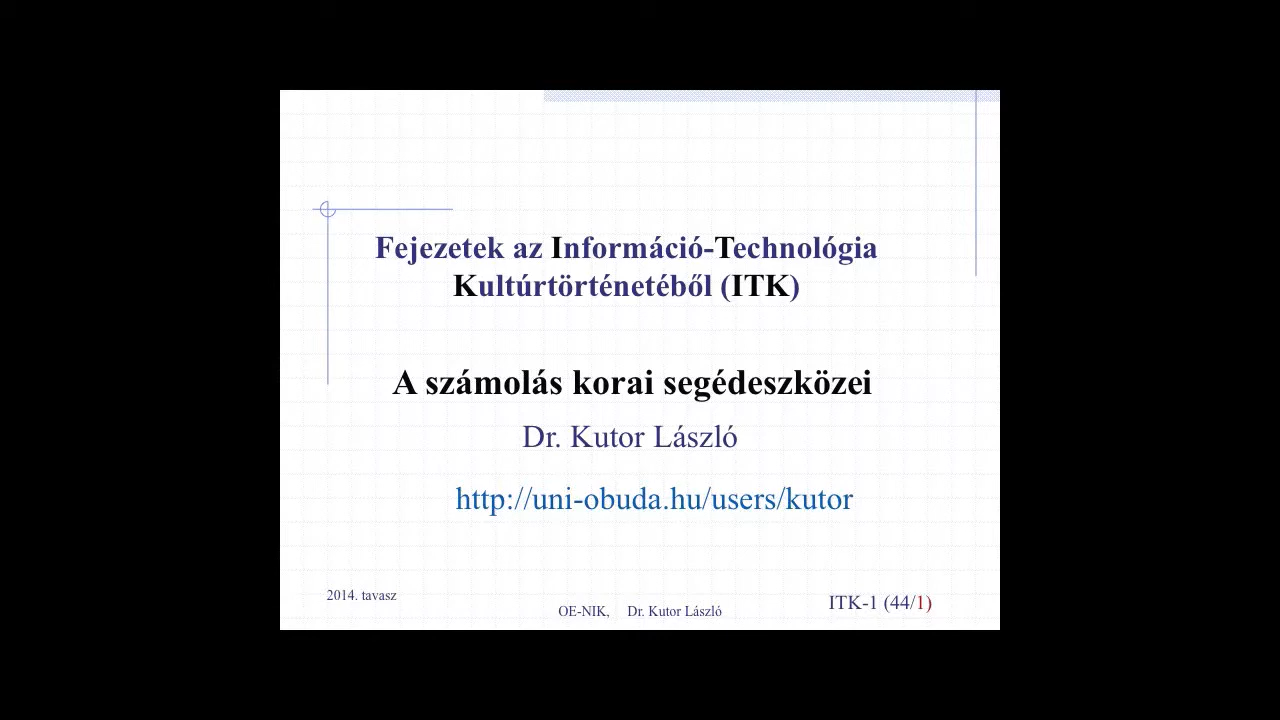 Fejezetek az Információ-Technológia
Kultúrtörténetéből (ITK)
A számolás korai segédeszközei
Dr. Kutor László
http://uni-obuda.hu/users/kutor
2014. tavasz
OE-NIK, Dr. Kutor László
ITK-1 (44/1)